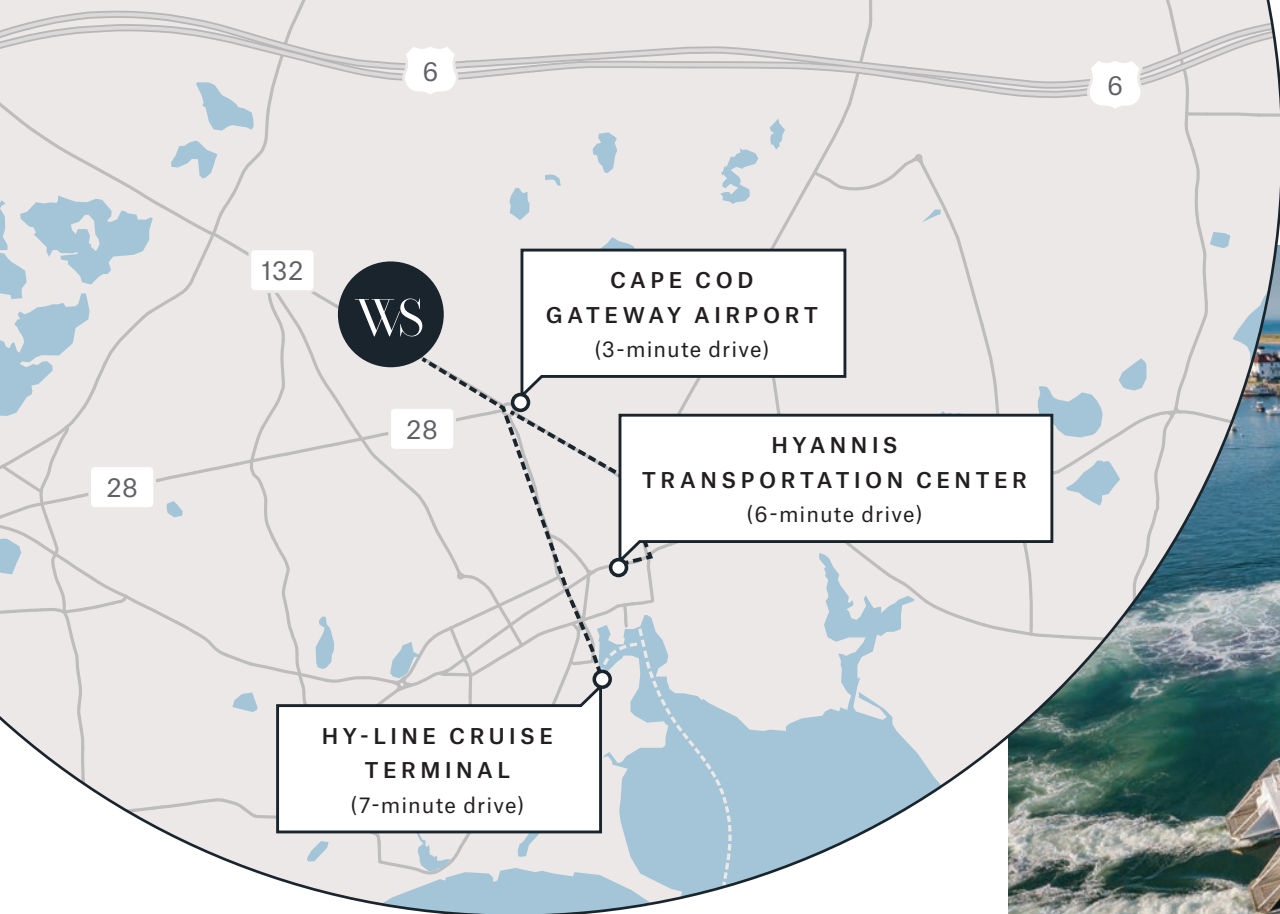 6
6
132
WS
CAPE COD
GATEWAY AIRPORT
(3-minute drive)
28
28
HYANNIS
TRANSPORTATION CENTER
(6-minute drive)
HY-LINE CRUISE
TERMINAL
(7-minute drive)